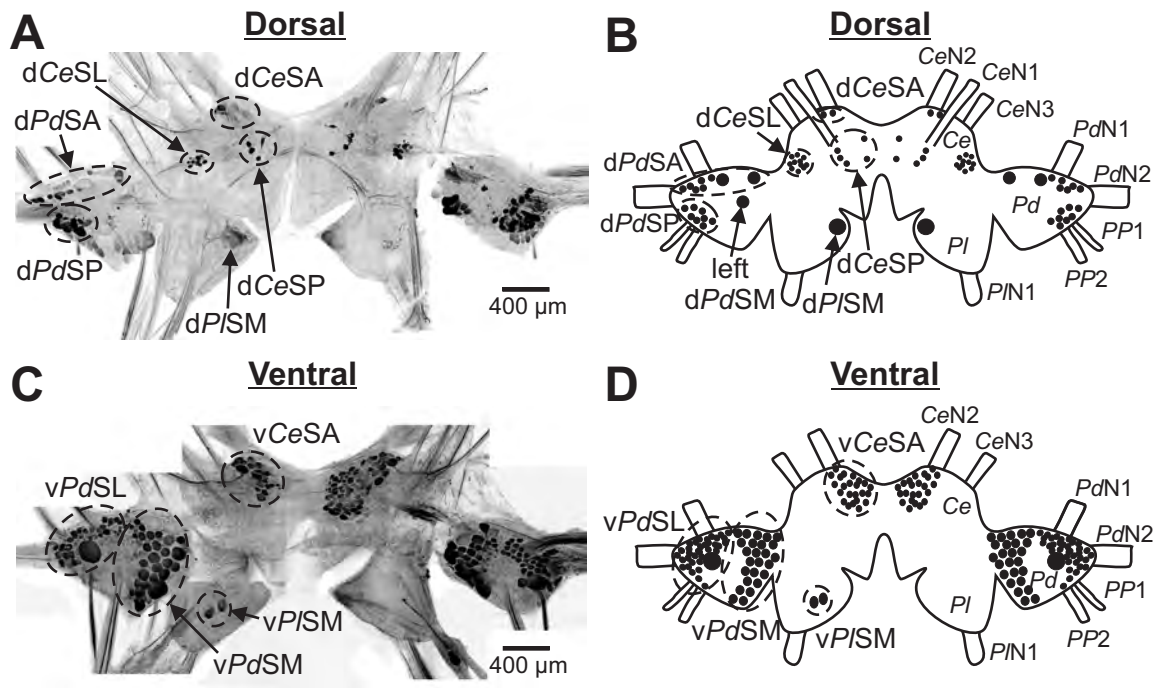 A
Dorsal
dCeSL
dCeSA
dPdSA
dPdSP
dCeSP
dPlSM
400 µm
B
Dorsal
CeN2
CeN1
dCeSA
CeN3
dCeSL
Ce
PdN1
dPdSA
PdN2
Pd
dPdSP
PP1
left
dCeSP
Pl
PP2
dPdSM
dPlSM
PlN1
C
Ventral
vCeSA
vPdSL
vPlSM
vPdSM
400 µm
D
Ventral
CeN2
vCeSA
CeN3
Ce
PdN1
vPdSL
PdN2
Pd
PP1
Pl
vPdSM
vPlSM
PP2
PlN1